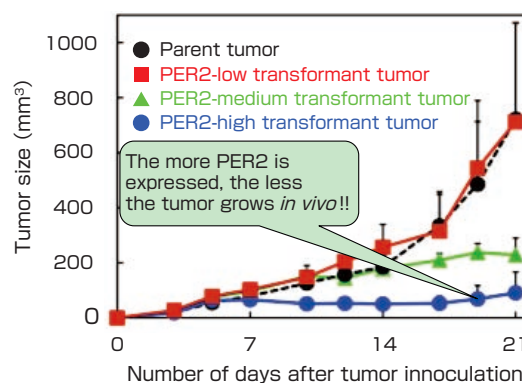 1000
800
600
400
200
0
Tumor size (mm³)
Parent tumor
PER2-low transformant tumor
PER2-medium transformant tumor
PER2-high transformant tumor
The more PER2 is
expressed, the less
the tumor grows in vivo!!
0 7 14 21
Number of days after tumor innoculation